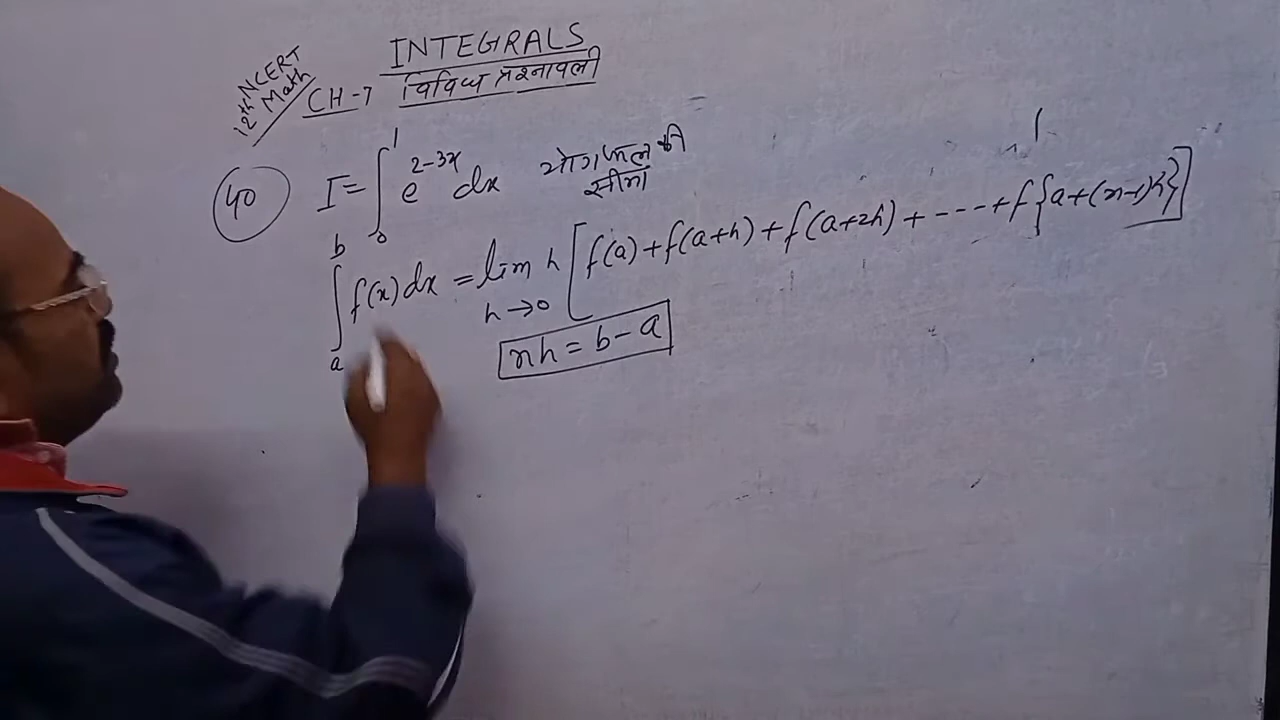 INTEGRALS
12th NCERT Math
CH-7 विविध प्रश्नावली
40 I = ∫₀¹ e^(2-3x) dx योगफल की सीमा
∫ₐᵇ f(x) dx = lim h→0 h [f(a)+f(a+h)+f(a+2h)+----+f{a+(n-1)h}]
nh = b-a